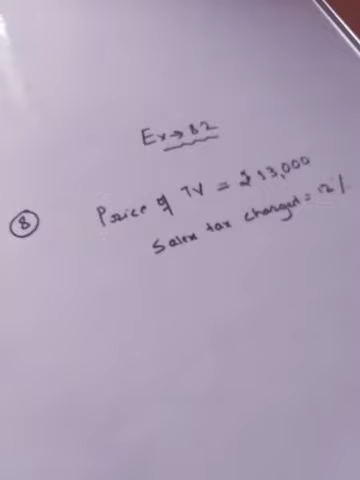 Ex → 8.2
8
Price of TV = ₹ 13,000
Sales tax charged = 12%